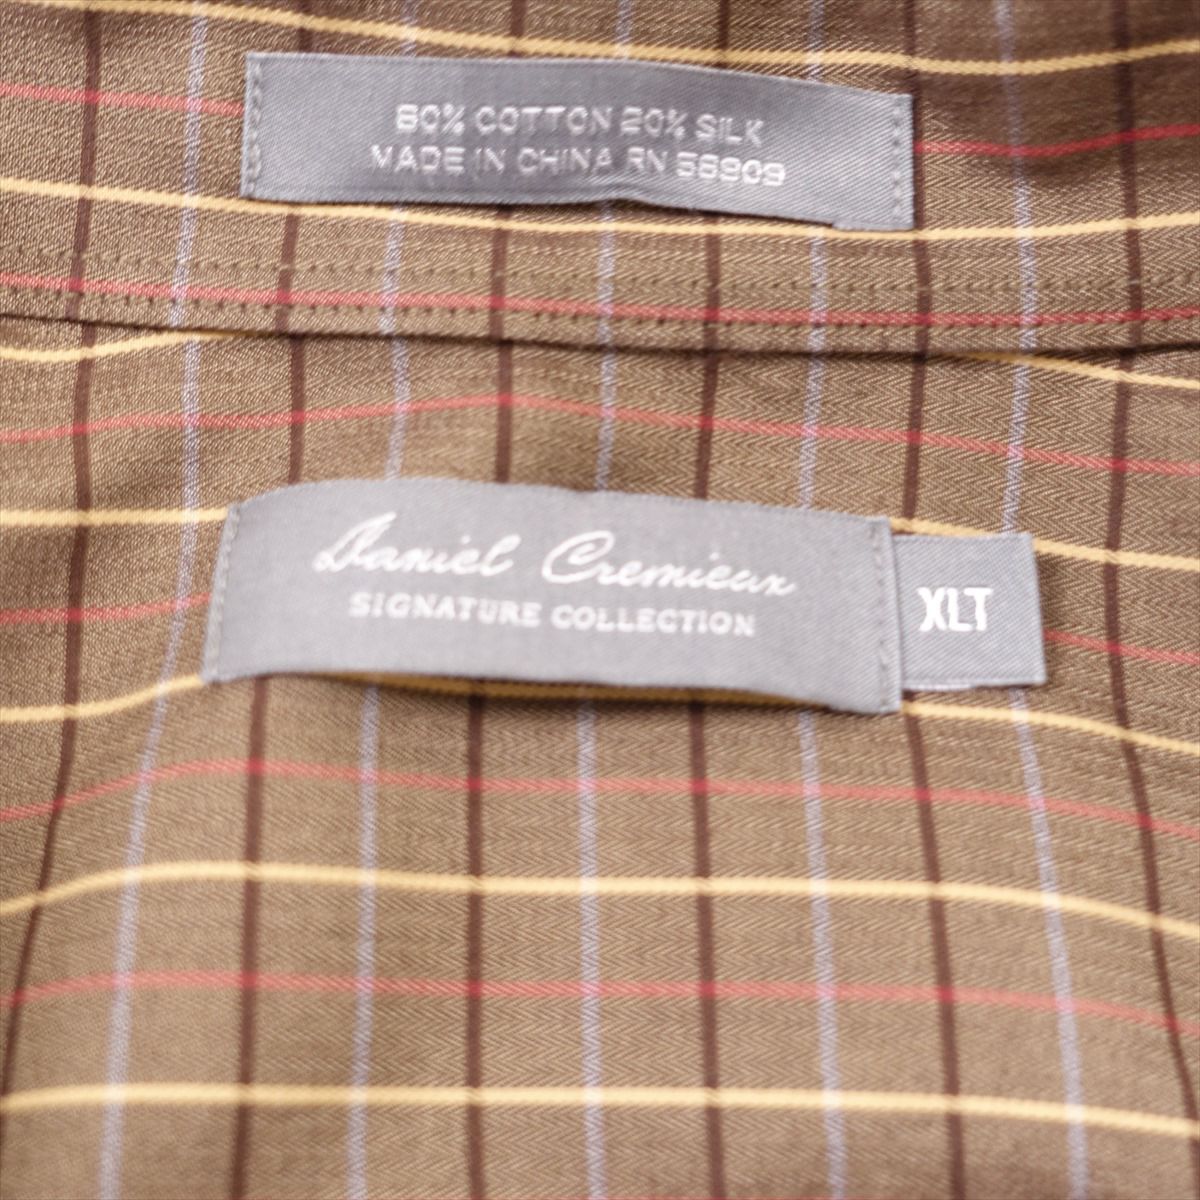 80% COTTON 20% SILK
MADE IN CHINA RN 56909
Daniel Cremieux
SIGNATURE COLLECTION
XLT